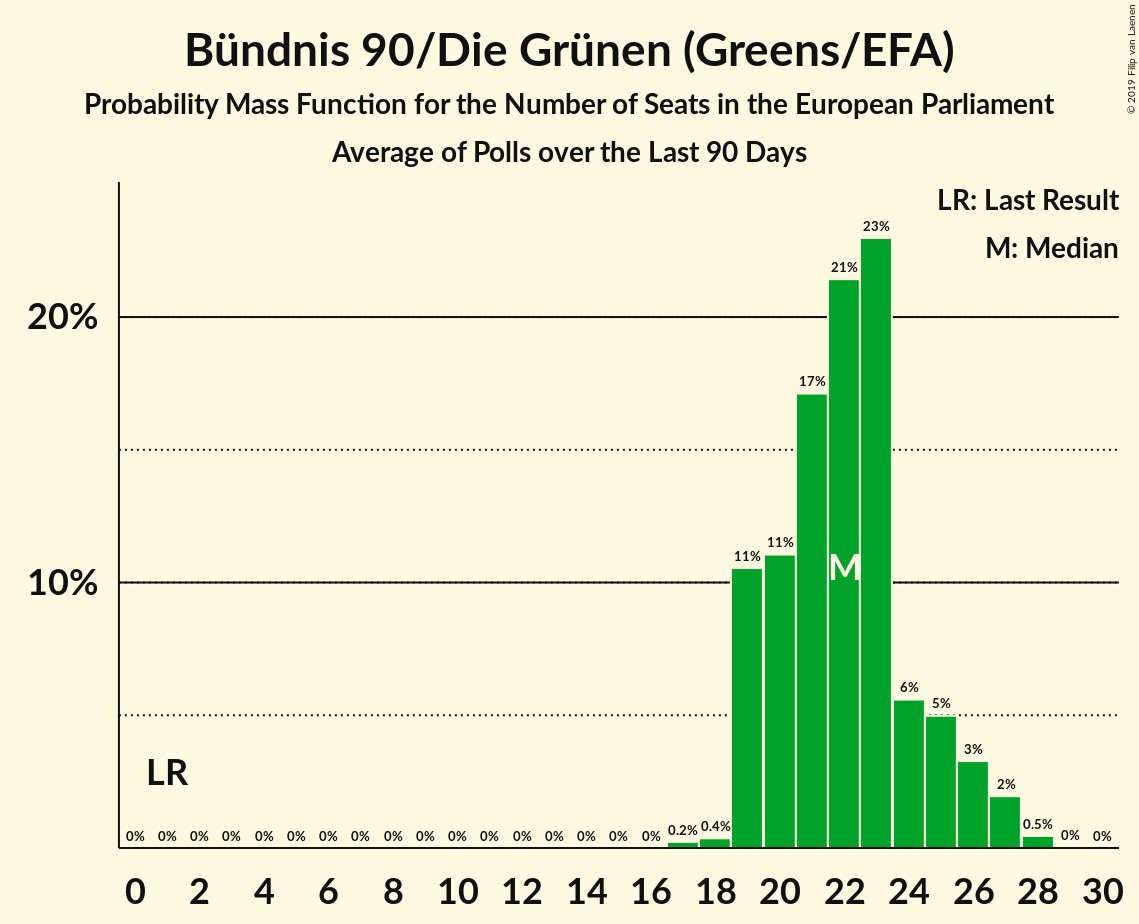 Bündnis 90/Die Grünen (Greens/EFA)
Probability Mass Function for the Number of Seats in the European Parliament
Average of Polls over the Last 90 Days
© 2019 Filip van Laenen
LR: Last Result
M: Median
23%
21%
20%
17%
11%
11%
M
10%
6%
5%
3%
LR
2%
0% 0% 0% 0% 0% 0% 0% 0% 0% 0% 0% 0% 0% 0% 0% 0% 0% 0.2% 0.4% 0.5% 0% 0%
0 2 4 6 8 10 12 14 16 18 20 22 24 26 28 30